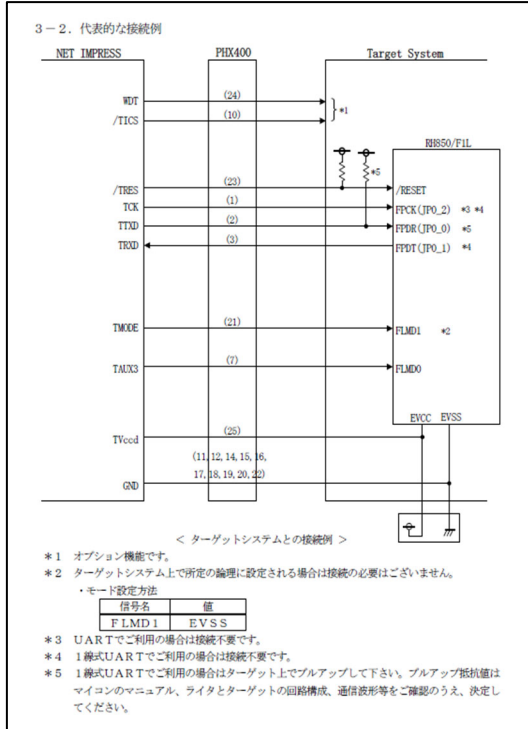 3－2．代表的な接続例
NET IMPRESS PHX400 Target System
WDT (24)
/TICS (10) *1
RH850/F1L
*5
/TRES (23) /RESET
TCK (1) FPCK(JP0_2) *3 *4
TTXD (2) FPDR(JP0_0) *5
TRXD (3) FPDT(JP0_1) *4
TMODE (21) FLMD1 *2
TAUX3 (7) FLMD0
EVCC EVSS
TVccd (25)
(11, 12, 14, 15, 16,
17, 18, 19, 20, 22)
GND
＜ ターゲットシステムとの接続例 ＞
＊1 オプション機能です。
＊2 ターゲットシステム上で所定の論理に設定される場合は接続の必要はございません。
・モード設定方法
信号名 値
ＦＬＭＤ１ ＥＶＳＳ
＊3 ＵＡＲＴでご利用の場合は接続不要です。
＊4 １線式ＵＡＲＴでご利用の場合は接続不要です。
＊5 １線式ＵＡＲＴでご利用の場合はターゲット上でプルアップして下さい。プルアップ抵抗値は
マイコンのマニュアル、ライタとターゲットの回路構成、通信波形等をご確認のうえ、決定し
てください。